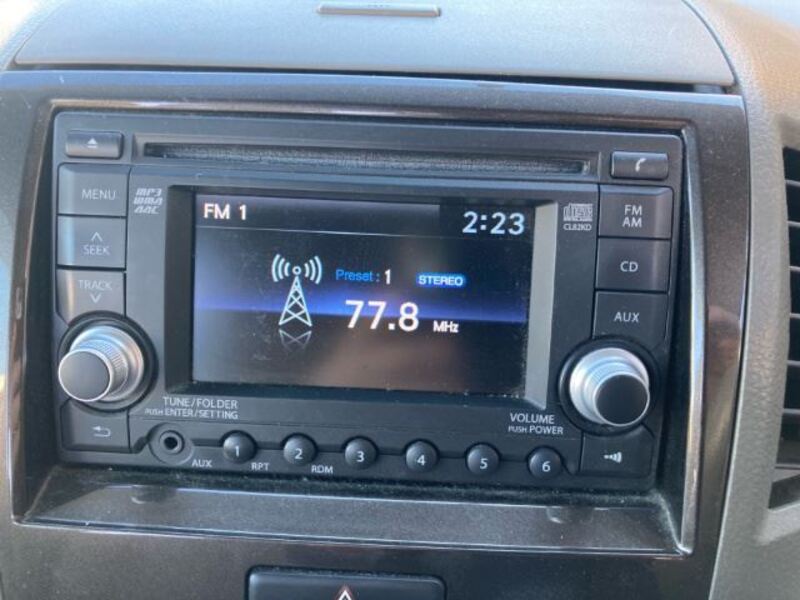 MENU
MP3
WMA
AAC
FM 1
2:23
COMPACT
disc
CL82KD
FM
AM
SEEK
Preset : 1
STEREO
CD
TRACK
77.8 MHz
AUX
TUNE/FOLDER
PUSH ENTER/SETTING
VOLUME
PUSH POWER
1
2
3
4
5
6
AUX
RPT
RDM